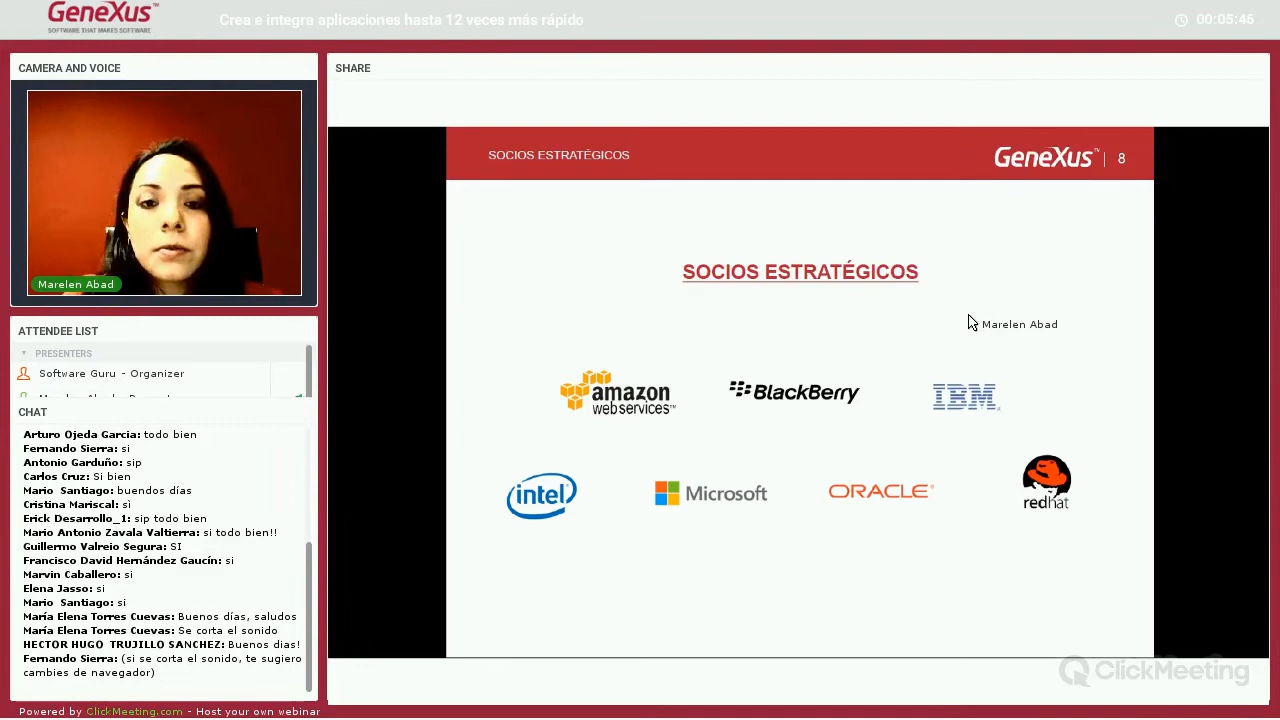 GeneXus™
SOFTWARE THAT MAKES SOFTWARE
Crea e integra aplicaciones hasta 12 veces más rápido
00:05:45
CAMERA AND VOICE
Marelen Abad
ATTENDEE LIST
PRESENTERS
Software Guru - Organizer
CHAT
Arturo Ojeda Garcia: todo bien
Fernando Sierra: si
Antonio Garduño: sip
Carlos Cruz: Si bien
Mario Santiago: buendos días
Cristina Mariscal: sì
Erick Desarrollo_1: sip todo bien
Mario Antonio Zavala Valtierra: si todo bien!!
Guillermo Valreio Segura: SI
Francisco David Hernández Gaucín: si
Marvin Caballero: si
Elena Jasso: si
Mario Santiago: si
María Elena Torres Cuevas: Buenos días, saludos
María Elena Torres Cuevas: Se corta el sonido
HECTOR HUGO TRUJILLO SANCHEZ: Buenos dias!
Fernando Sierra: (si se corta el sonido, te sugiero
cambies de navegador)
Powered by ClickMeeting.com - Host your own webinar
SHARE
SOCIOS ESTRATÉGICOS
GeneXus™ | 8
SOCIOS ESTRATÉGICOS
Marelen Abad
amazon
webservices™
BlackBerry
IBM®
intel®
Microsoft
ORACLE®
redhat
ClickMeeting